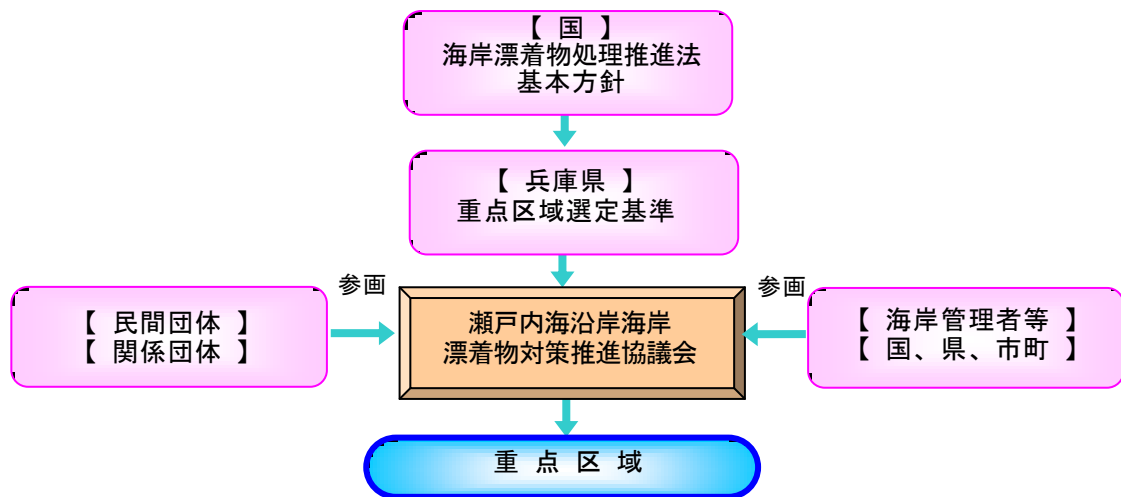 【 国 】
海岸漂着物処理推進法
基本方針
【 兵庫県 】
重点区域選定基準
参画
参画
【 民間団体 】
【 関係団体 】
瀬戸内海沿岸海岸
漂着物対策推進協議会
【 海岸管理者等 】
【 国、県、市町 】
重 点 区 域